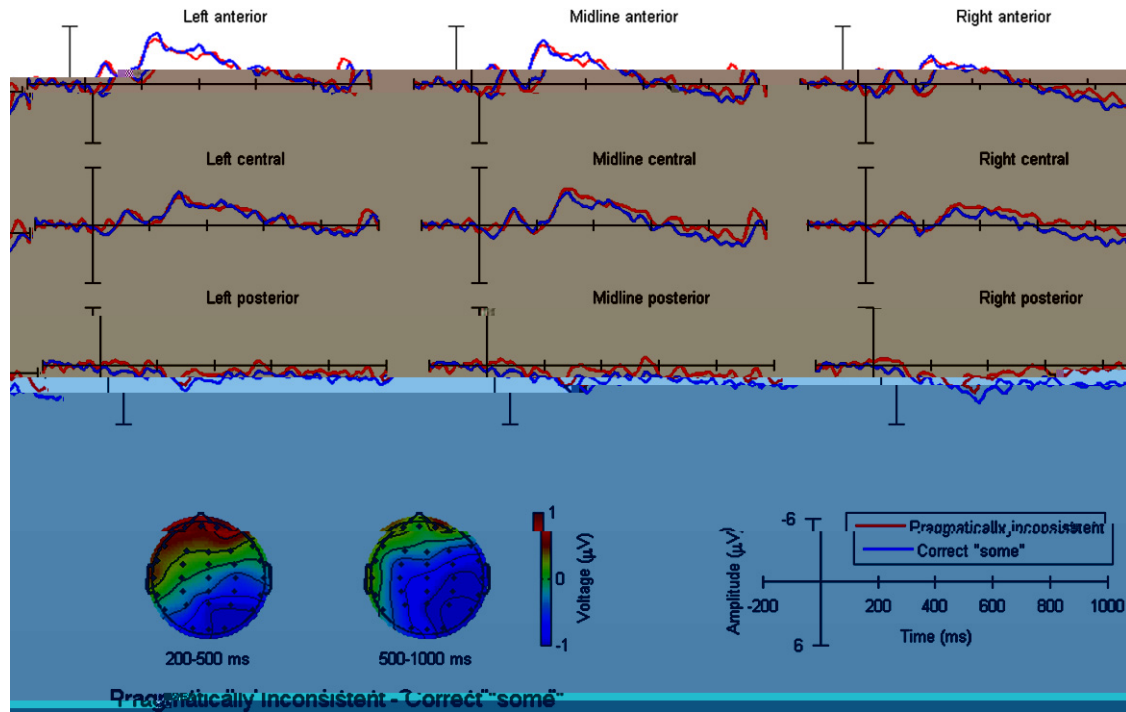 Left anterior
Midline anterior
Right anterior
Left central
Midline central
Right central
Left posterior
Midline posterior
Right posterior
1
0
-1
Voltage (µV)
200-500 ms
500-1000 ms
Pragmatically inconsistent - Correct "some"
-6
6
Amplitude (µV)
Pragmatically inconsistent
Correct "some"
-200
200
400
600
800
1000
Time (ms)